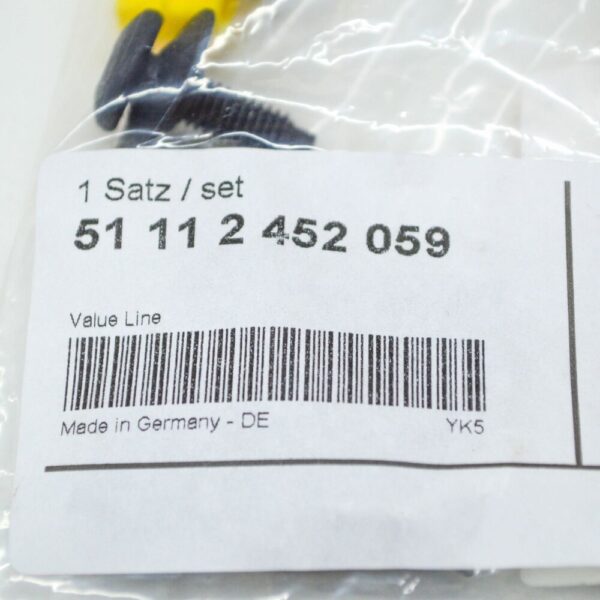 1 Satz / set
51 11 2 452 059
Value Line
Made in Germany - DE YK5